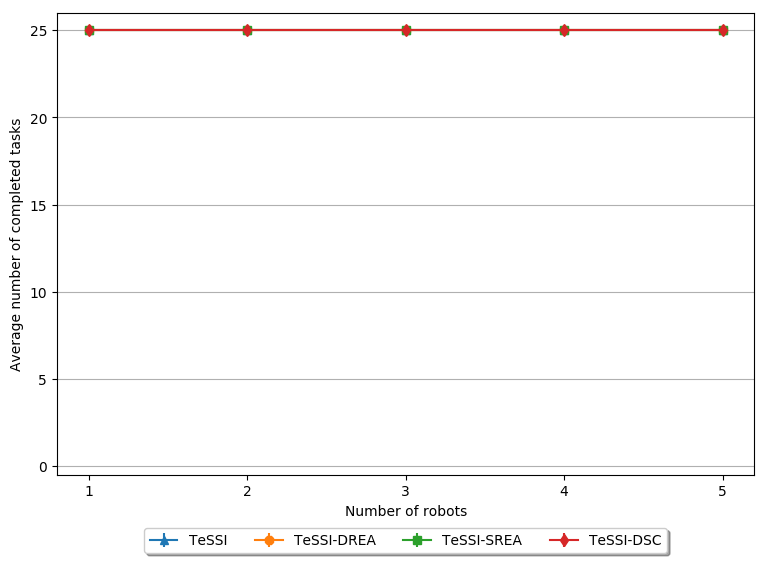 25
20
15
10
5
0
Average number of completed tasks
1 2 3 4 5
Number of robots
TeSSI TeSSI-DREA TeSSI-SREA TeSSI-DSC